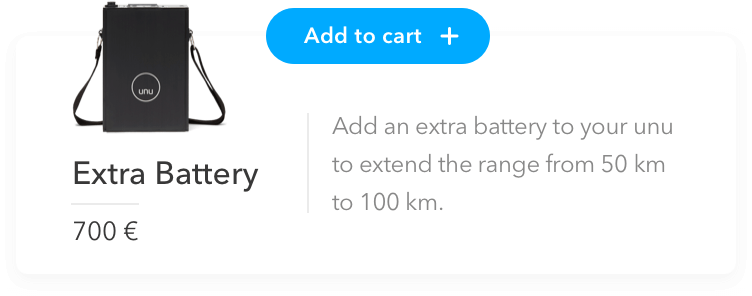 Add to cart +
unu
Extra Battery
700 €
Add an extra battery to your unu
to extend the range from 50 km
to 100 km.